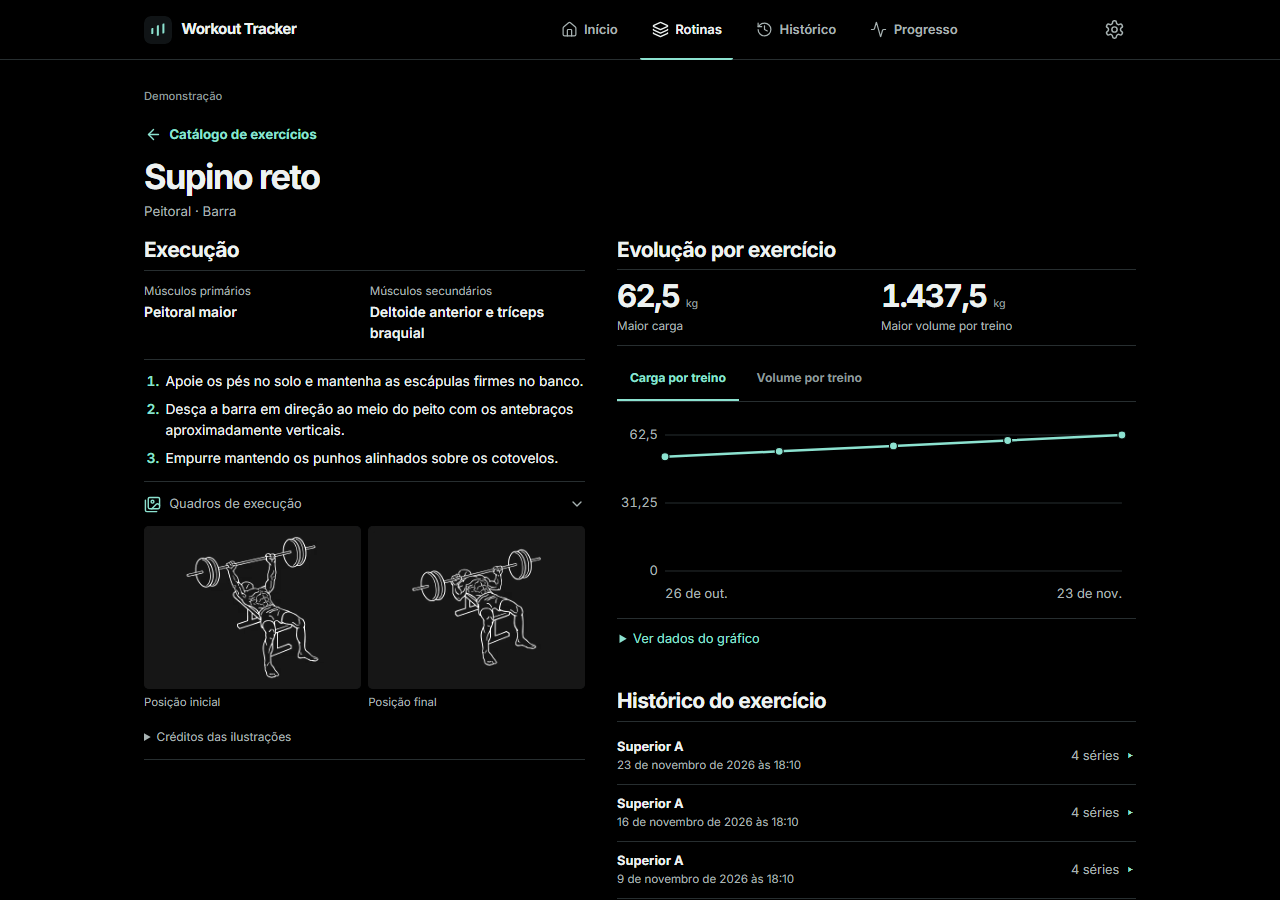 Workout Tracker
Início
Rotinas
Histórico
Progresso
Demonstração
Catálogo de exercícios
Supino reto
Peitoral · Barra
Execução
Músculos primários
Peitoral maior
Músculos secundários
Deltoide anterior e tríceps
braquial
1. Apoie os pés no solo e mantenha as escápulas firmes no banco.
2. Desça a barra em direção ao meio do peito com os antebraços
aproximadamente verticais.
3. Empurre mantendo os punhos alinhados sobre os cotovelos.
Quadros de execução
Posição inicial
Posição final
Créditos das ilustrações
Evolução por exercício
62,5 kg
Maior carga
1.437,5 kg
Maior volume por treino
Carga por treino
Volume por treino
62,5
31,25
0
26 de out.
23 de nov.
Ver dados do gráfico
Histórico do exercício
Superior A
23 de novembro de 2026 às 18:10
4 séries
Superior A
16 de novembro de 2026 às 18:10
4 séries
Superior A
9 de novembro de 2026 às 18:10
4 séries